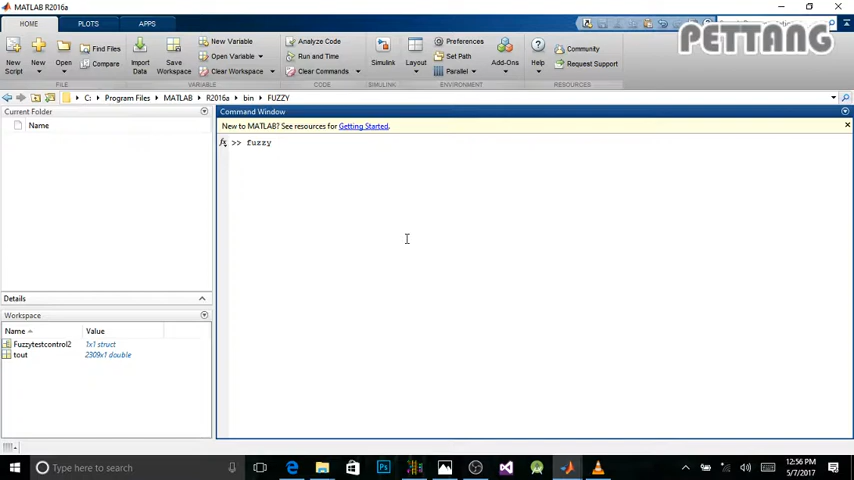 MATLAB R2016a
HOME PLOTS APPS
PETTANG
New Script
New
Open
Find Files
Compare
Import Data
Save Workspace
New Variable
Open Variable
Clear Workspace
Analyze Code
Run and Time
Clear Commands
Simulink
Layout
Preferences
Set Path
Parallel
Add-Ons
Help
Community
Request Support
FILE VARIABLE CODE SIMULINK ENVIRONMENT RESOURCES
C: Program Files MATLAB R2016a bin FUZZY
Current Folder
Name
Command Window
New to MATLAB? See resources for Getting Started.
fx >> fuzzy
Details
Workspace
Name Value
Fuzzytestcontrol2 1x1 struct
tout 2309x1 double
Type here to search
12:56 PM
5/7/2017